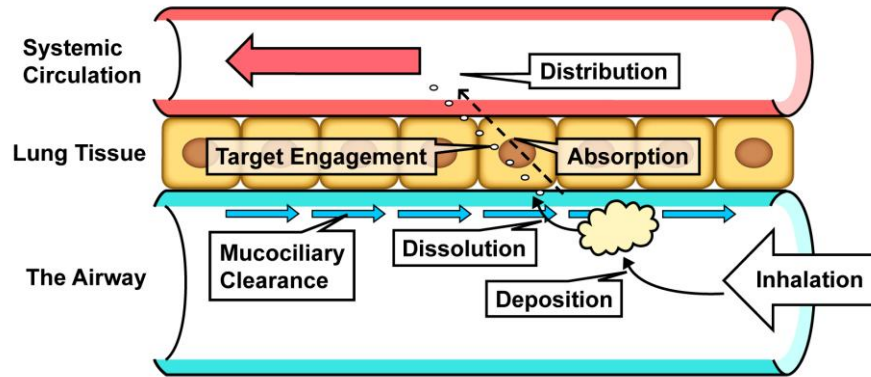 Systemic
Circulation
Distribution
Lung Tissue
Target Engagement
Absorption
Mucociliary
Clearance
Dissolution
The Airway
Deposition
Inhalation